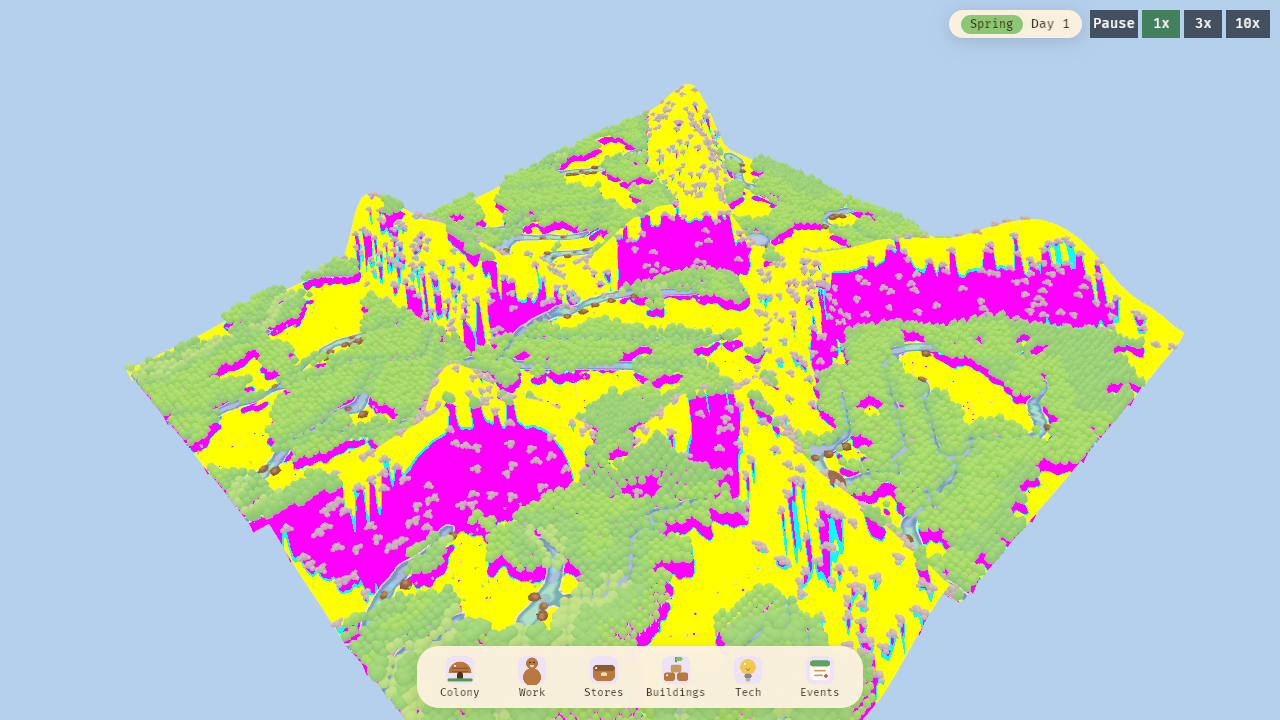 Spring Day 1 Pause 1x 3x 10x
Colony Work Stores Buildings Tech Events